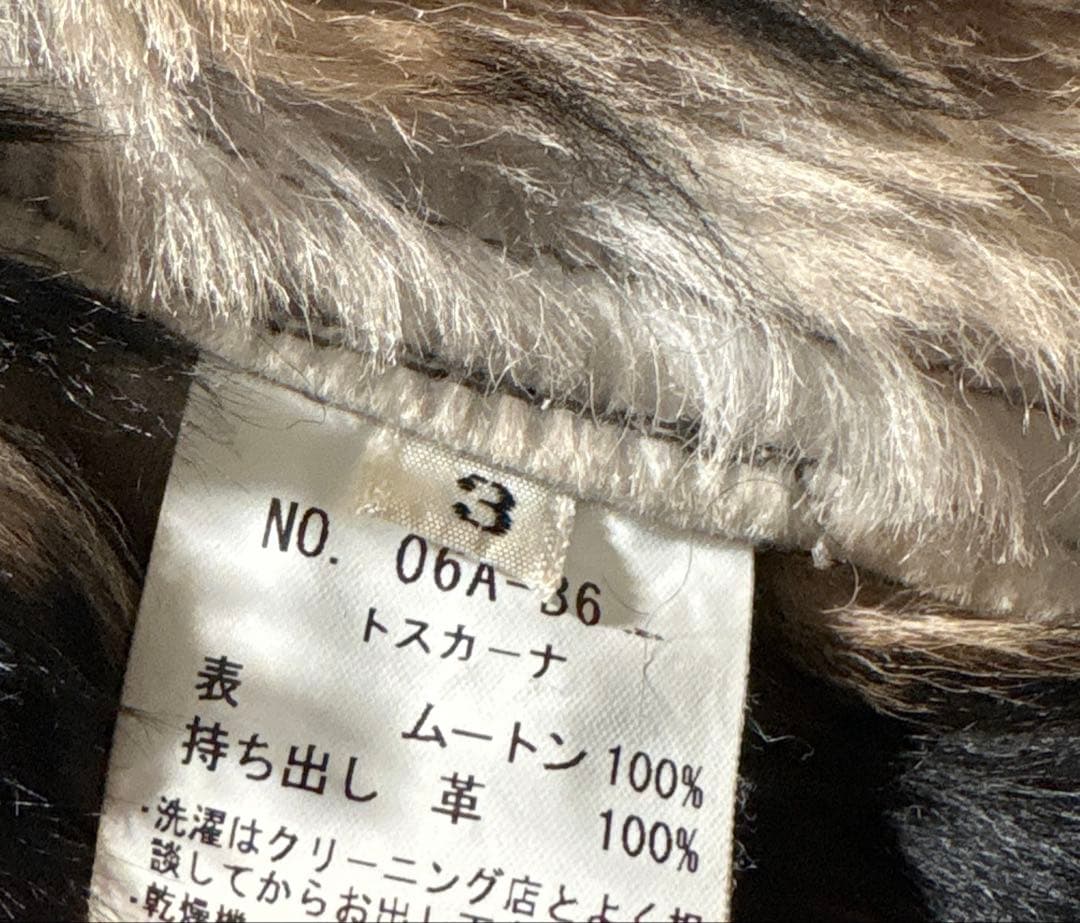 3
NO. 06A-36
トスカーナ
表 ムートン 100%
持ち出し 革 100%
・洗濯はクリーニング店とよく相
談してからお出し
・乾燥機